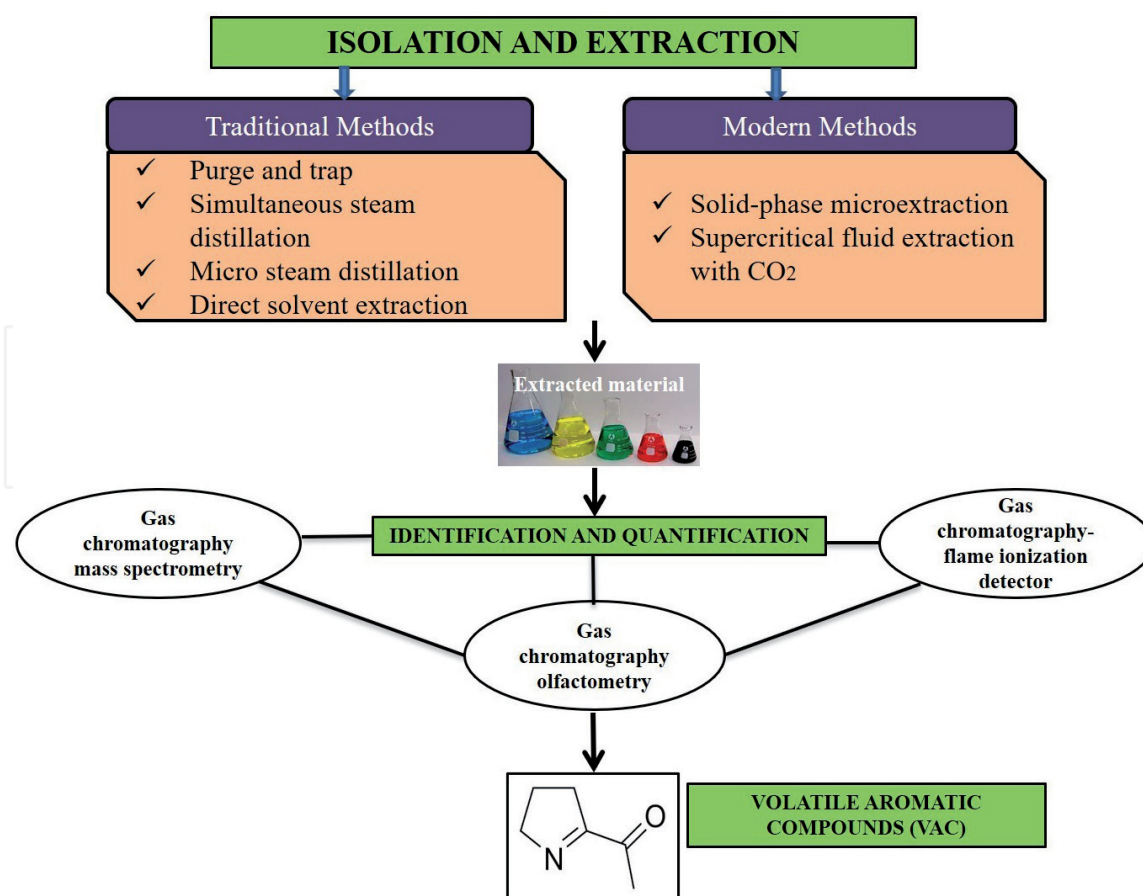 ISOLATION AND EXTRACTION
Traditional Methods
✓ Purge and trap
✓ Simultaneous steam
distillation
✓ Micro steam distillation
✓ Direct solvent extraction
Modern Methods
✓ Solid-phase microextraction
✓ Supercritical fluid extraction
with CO2
Extracted material
IDENTIFICATION AND QUANTIFICATION
Gas
chromatography
mass spectrometry
Gas
chromatography-
flame ionization
detector
Gas
chromatography
olfactometry
N
O
VOLATILE AROMATIC
COMPOUNDS (VAC)